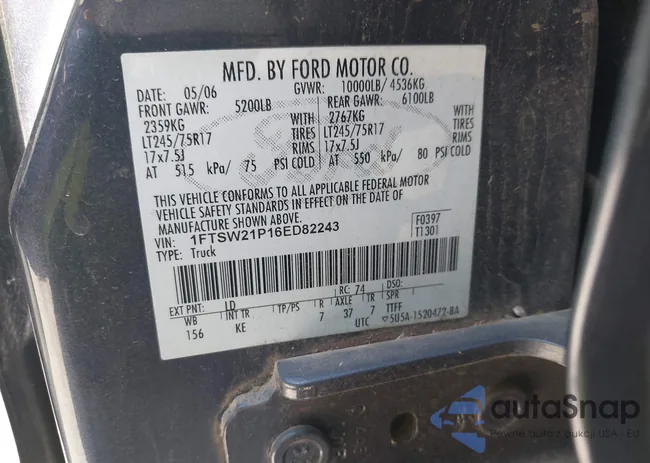 MFD. BY FORD MOTOR CO.
DATE: 05/06 GVWR: 10000LB/ 4536KG
FRONT GAWR: 5200LB REAR GAWR: 6100LB
2359KG WITH 2767KG WITH
LT245/75R17 TIRES LT245/75R17 TIRES
17x7.5J RIMS 17x7.5J RIMS
AT 515 kPa/ 75 PSI COLD AT 550 kPa/ 80 PSI COLD
THIS VEHICLE CONFORMS TO ALL APPLICABLE FEDERAL MOTOR
VEHICLE SAFETY STANDARDS IN EFFECT ON THE DATE OF
MANUFACTURE SHOWN ABOVE.
VIN: 1FTSW21P16ED82243
TYPE: Truck
F0397
T1301
EXT PNT: LD RC: 74 DSO:
WB INT TR TP/PS R AXLE TR SPR
156 KE 7 37 7 TTFF
UTC ▽5U5A-1520472-BA
autaSnap
Pewne auta z aukcji USA - EU